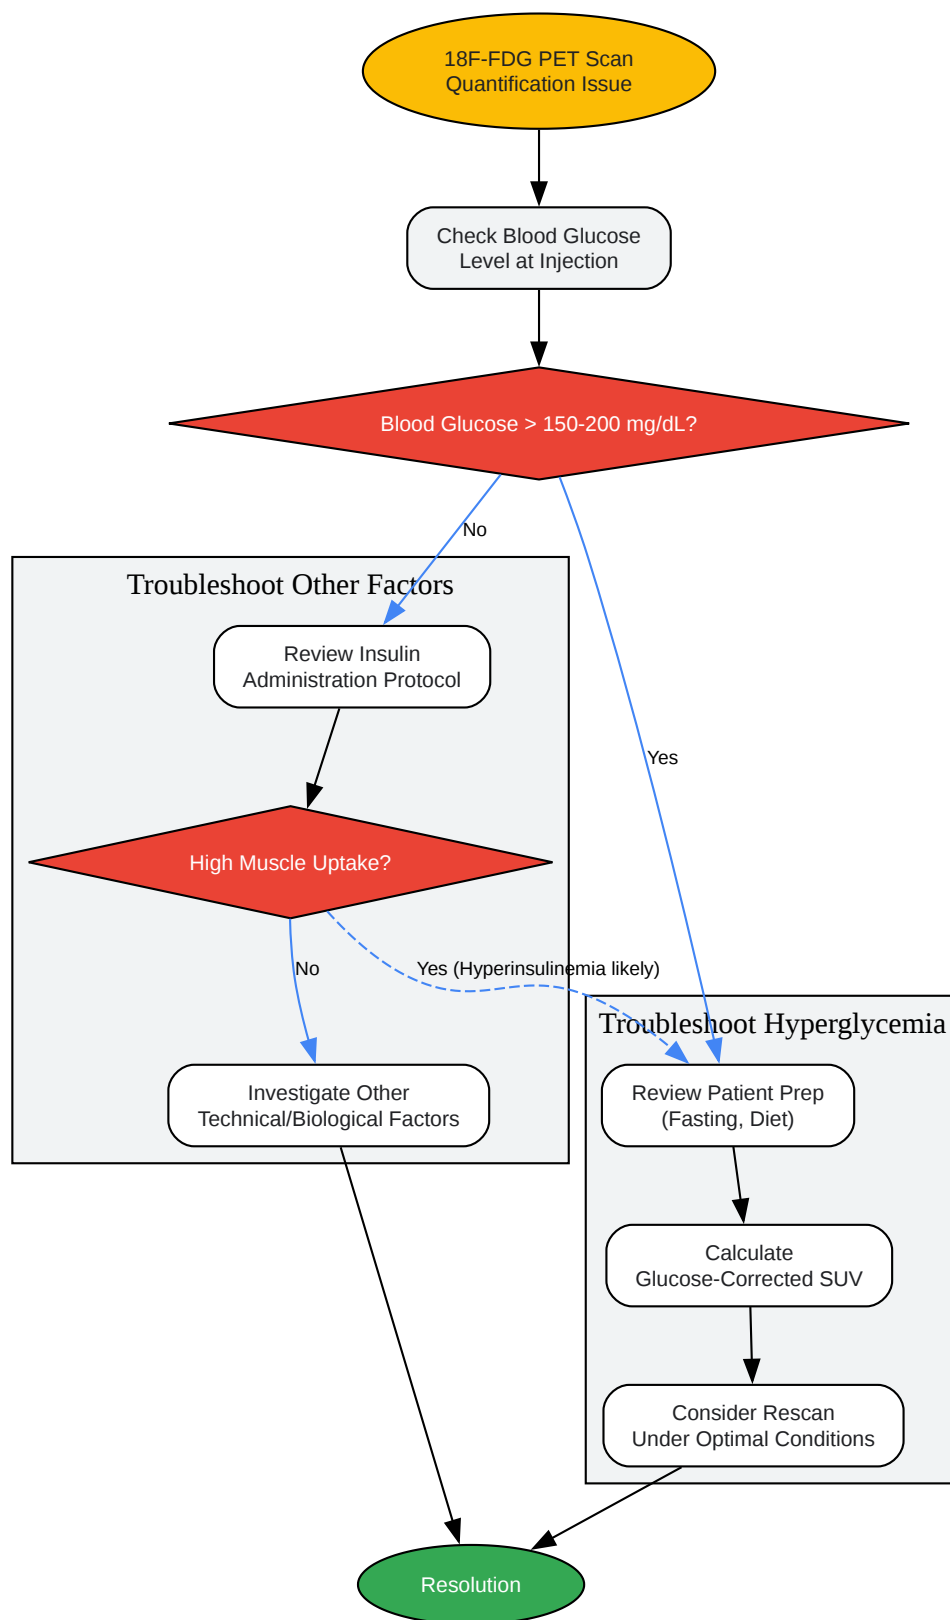 18F-FDG PET Scan
Quantification Issue
Check Blood Glucose
Level at Injection
Blood Glucose > 150-200 mg/dL?
No
Troubleshoot Other Factors
Review Insulin
Administration Protocol
Yes
High Muscle Uptake?
No
Yes (Hyperinsulinemia likely)
Troubleshoot Hyperglycemia
Investigate Other
Technical/Biological Factors
Review Patient Prep
(Fasting, Diet)
Calculate
Glucose-Corrected SUV
Consider Rescan
Under Optimal Conditions
Resolution